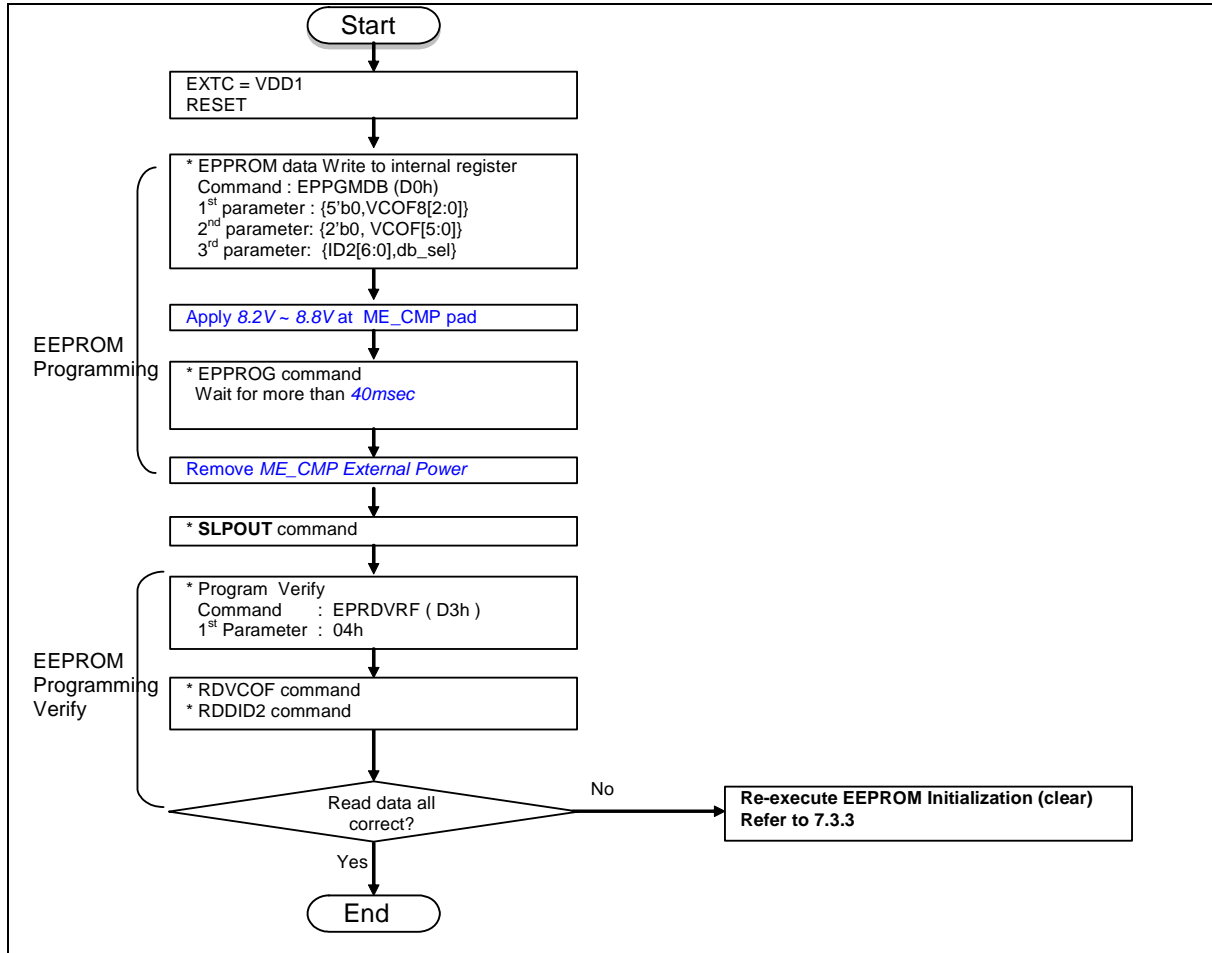 Start
EXTC = VDD1
RESET
* EPPROM data Write to internal register
Command : EPPGMDB (D0h)
1st parameter : {5'b0,VCOF8[2:0]}
2nd parameter: {2'b0, VCOF[5:0]}
3rd parameter: {ID2[6:0],db_sel}
Apply 8.2V ~ 8.8V at ME_CMP pad
EEPROM
Programming
* EPPROG command
Wait for more than 40msec
Remove ME_CMP External Power
* SLPOUT command
* Program Verify
Command : EPRDVRF ( D3h )
1st Parameter : 04h
EEPROM
Programming
Verify
* RDVCOF command
* RDDID2 command
Read data all
correct?
No
Re-execute EEPROM Initialization (clear)
Refer to 7.3.3
Yes
End